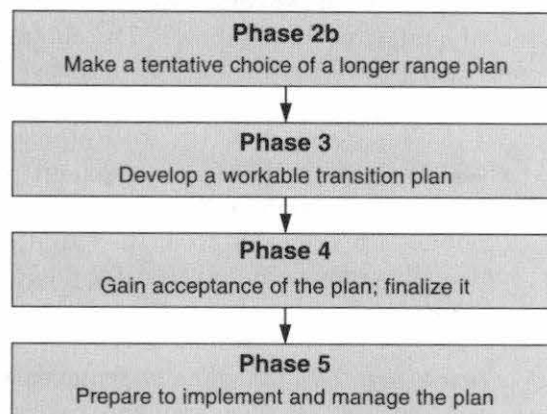 Phase 2b
Make a tentative choice of a longer range plan
Phase 3
Develop a workable transition plan
Phase 4
Gain acceptance of the plan; finalize it
Phase 5
Prepare to implement and manage the plan